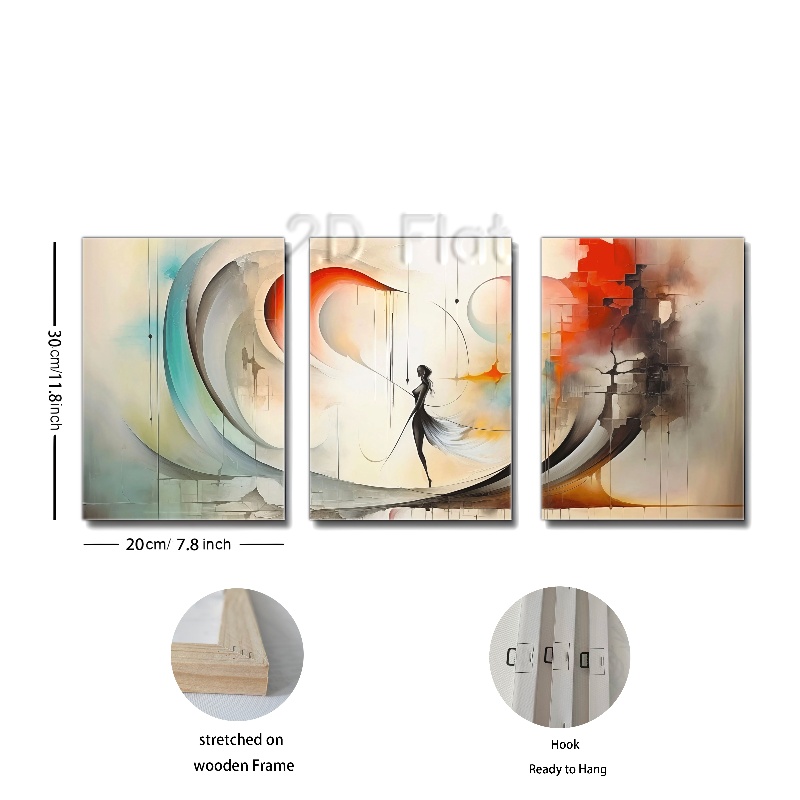 2D Flat
30cm/11.8inch
20cm/ 7.8 inch
stretched on
wooden Frame
Hook
Ready to Hang